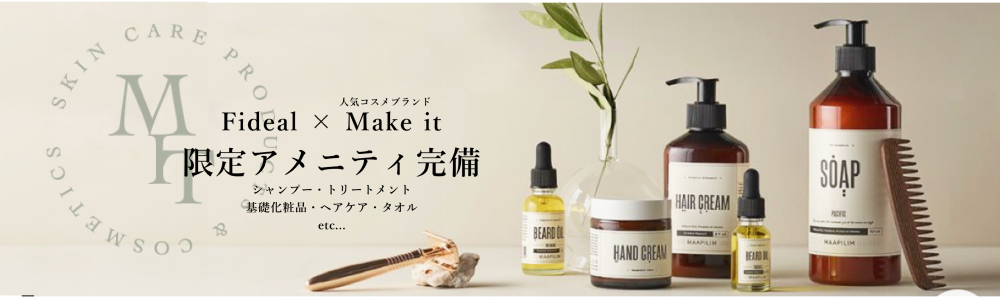 SKIN CARE PRODUCTS & COSMETICS
M
H
人気コスメブランド
Fideal × Make it
限定アメニティ完備
シャンプー・トリートメント
基礎化粧品・ヘアケア・タオル
etc...
BEARD OIL
HAND CREAM
HAIR CREAM
MAAPILIM
BEARD OIL
SOAP
PACIFIC
MAAPILIM